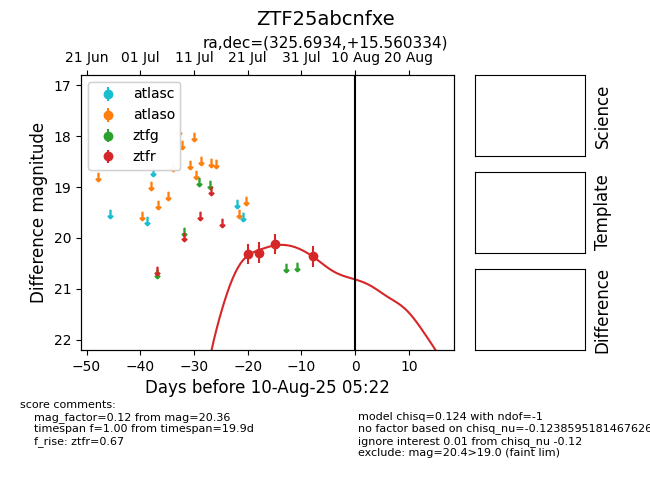 ZTF25abcnfxe
ra,dec=(325.6934,+15.560334)
21 Jun 01 Jul 11 Jul 21 Jul 31 Jul 10 Aug 20 Aug
17
18
19
20
21
22
Difference magnitude
atlasc
atlaso
ztfg
ztfr
−50 −40 −30 −20 −10 0 10
Days before 10-Aug-25 05:22
Science
Template
Difference
score comments:
mag_factor=0.12 from mag=20.36
timespan f=1.00 from timespan=19.9d
f_rise: ztfr=0.67
model chisq=0.124 with ndof=-1
no factor based on chisq_nu=-0.1238595181467626
ignore interest 0.01 from chisq_nu -0.12
exclude: mag=20.4>19.0 (faint lim)